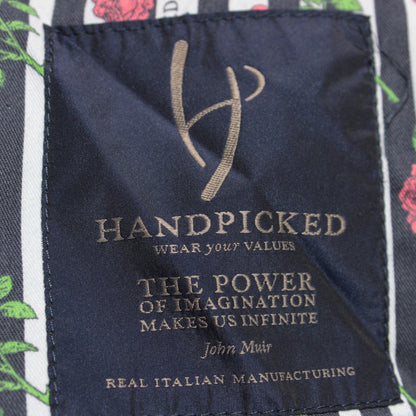 HANDPICKED
WEAR your VALUES
THE POWER
OF IMAGINATION
MAKES US INFINITE
John Muir
REAL ITALIAN MANUFACTURING